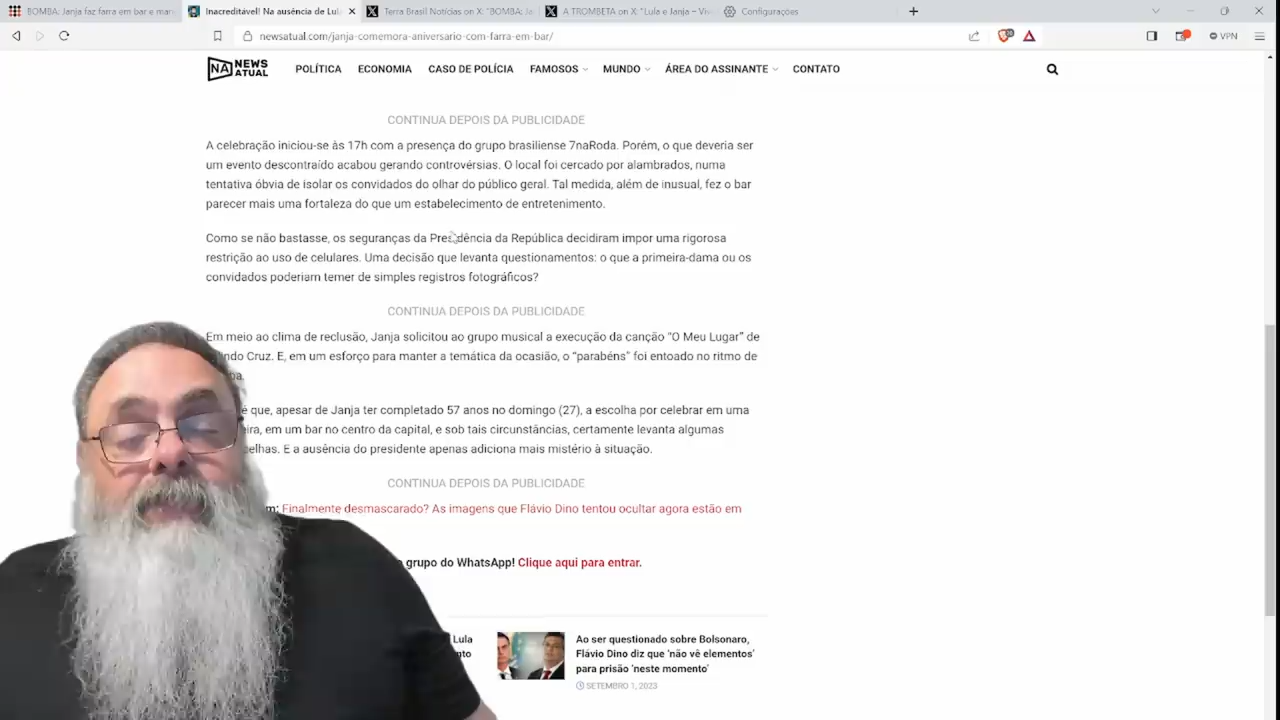 BOMBA: Janja faz farra em bar e mar
Inacreditável! Na ausência de Lula
Terra Brasil Notícias on X: "BOMBA: Ja
A TROMBETA on X: "Lula e Janja – Vi
Configurações
newsatual.com/janja-comemora-aniversario-com-farra-em-bar/
VPN
NA NEWS ATUAL
POLÍTICA ECONOMIA CASO DE POLÍCIA FAMOSOS MUNDO ÁREA DO ASSINANTE CONTATO
CONTINUA DEPOIS DA PUBLICIDADE
A celebração iniciou-se às 17h com a presença do grupo brasiliense 7naRoda. Porém, o que deveria ser
um evento descontraído acabou gerando controvérsias. O local foi cercado por alambrados, numa
tentativa óbvia de isolar os convidados do olhar do público geral. Tal medida, além de inusual, fez o bar
parecer mais uma fortaleza do que um estabelecimento de entretenimento.
Como se não bastasse, os seguranças da Presidência da República decidiram impor uma rigorosa
restrição ao uso de celulares. Uma decisão que levanta questionamentos: o que a primeira-dama ou os
convidados poderiam temer de simples registros fotográficos?
CONTINUA DEPOIS DA PUBLICIDADE
Em meio ao clima de reclusão, Janja solicitou ao grupo musical a execução da canção “O Meu Lugar” de
indo Cruz. E, em um esforço para manter a temática da ocasião, o “parabéns” foi entoado no ritmo de
ba.
é que, apesar de Janja ter completado 57 anos no domingo (27), a escolha por celebrar em uma
eira, em um bar no centro da capital, e sob tais circunstâncias, certamente levanta algumas
celhas. E a ausência do presidente apenas adiciona mais mistério à situação.
CONTINUA DEPOIS DA PUBLICIDADE
m: Finalmente desmascarado? As imagens que Flávio Dino tentou ocultar agora estão em
o grupo do WhatsApp! Clique aqui para entrar.
Lula
nto
Ao ser questionado sobre Bolsonaro,
Flávio Dino diz que ‘não vê elementos’
para prisão ‘neste momento’
SETEMBRO 1, 2023